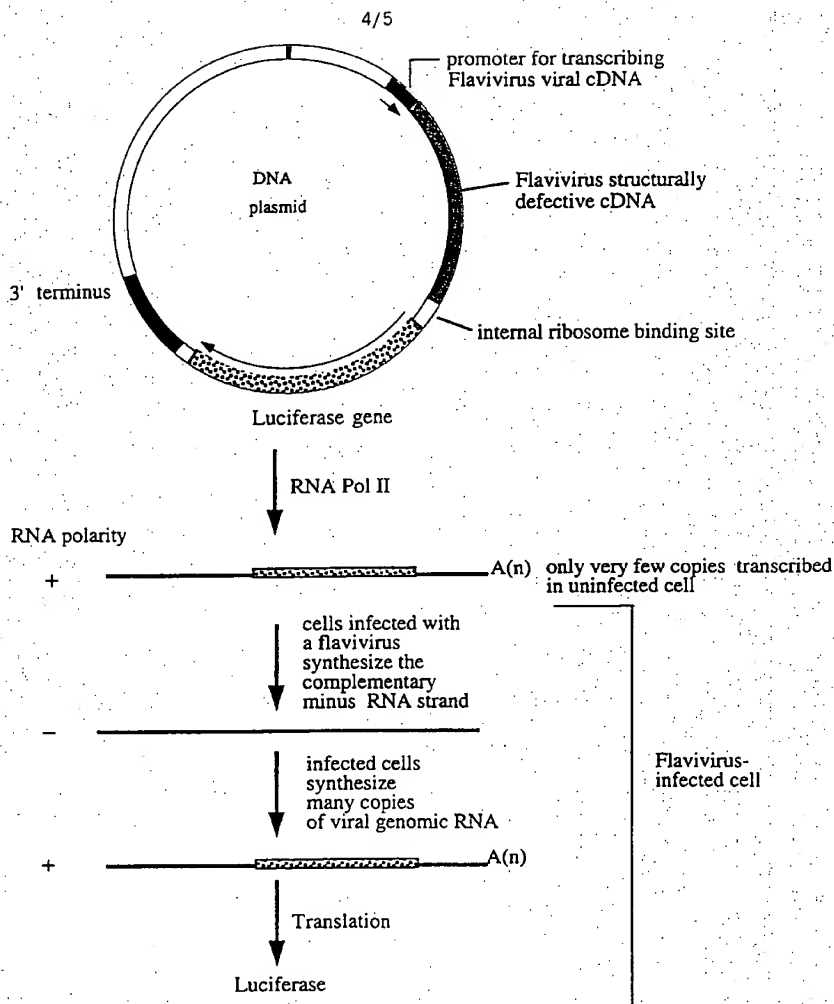 4/5
promoter for transcribing
Flavivirus viral cDNA
DNA
plasmid
Flavivirus structurally
defective cDNA
3' terminus
internal ribosome binding site
Luciferase gene
RNA Pol II
RNA polarity
+
A(n) only very few copies transcribed
in uninfected cell
cells infected with
a flavivirus
synthesize the
complementary
minus RNA strand
−
infected cells
synthesize
many copies
of viral genomic RNA
Flavivirus-
infected cell
+
A(n)
Translation
Luciferase